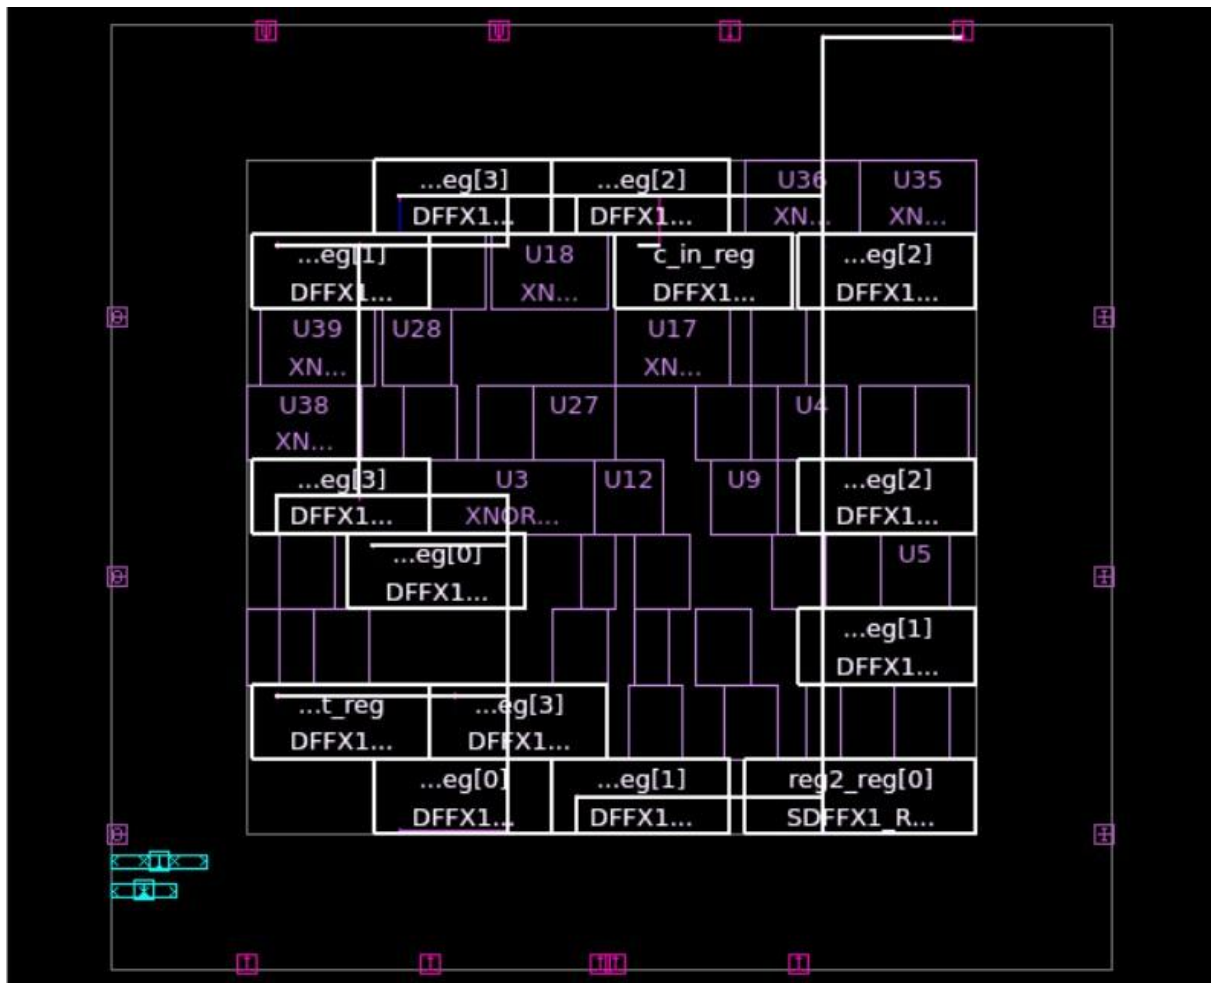 ...eg[3] ...eg[2] U36 U35
DFFX1... DFFX1... XN... XN...
...eg[1] U18 c_in_reg ...eg[2]
DFFX1... XN... DFFX1... DFFX1...
U39 U28 U17
XN... XN...
U38 U27 U4
XN...
...eg[3] U3 U12 U9 ...eg[2]
DFFX1... XNOR... DFFX1...
...eg[0] U5
DFFX1...
...eg[1]
DFFX1...
...t_reg ...eg[3]
DFFX1... DFFX1...
...eg[0] ...eg[1] reg2_reg[0]
DFFX1... DFFX1... SDFFX1_R...